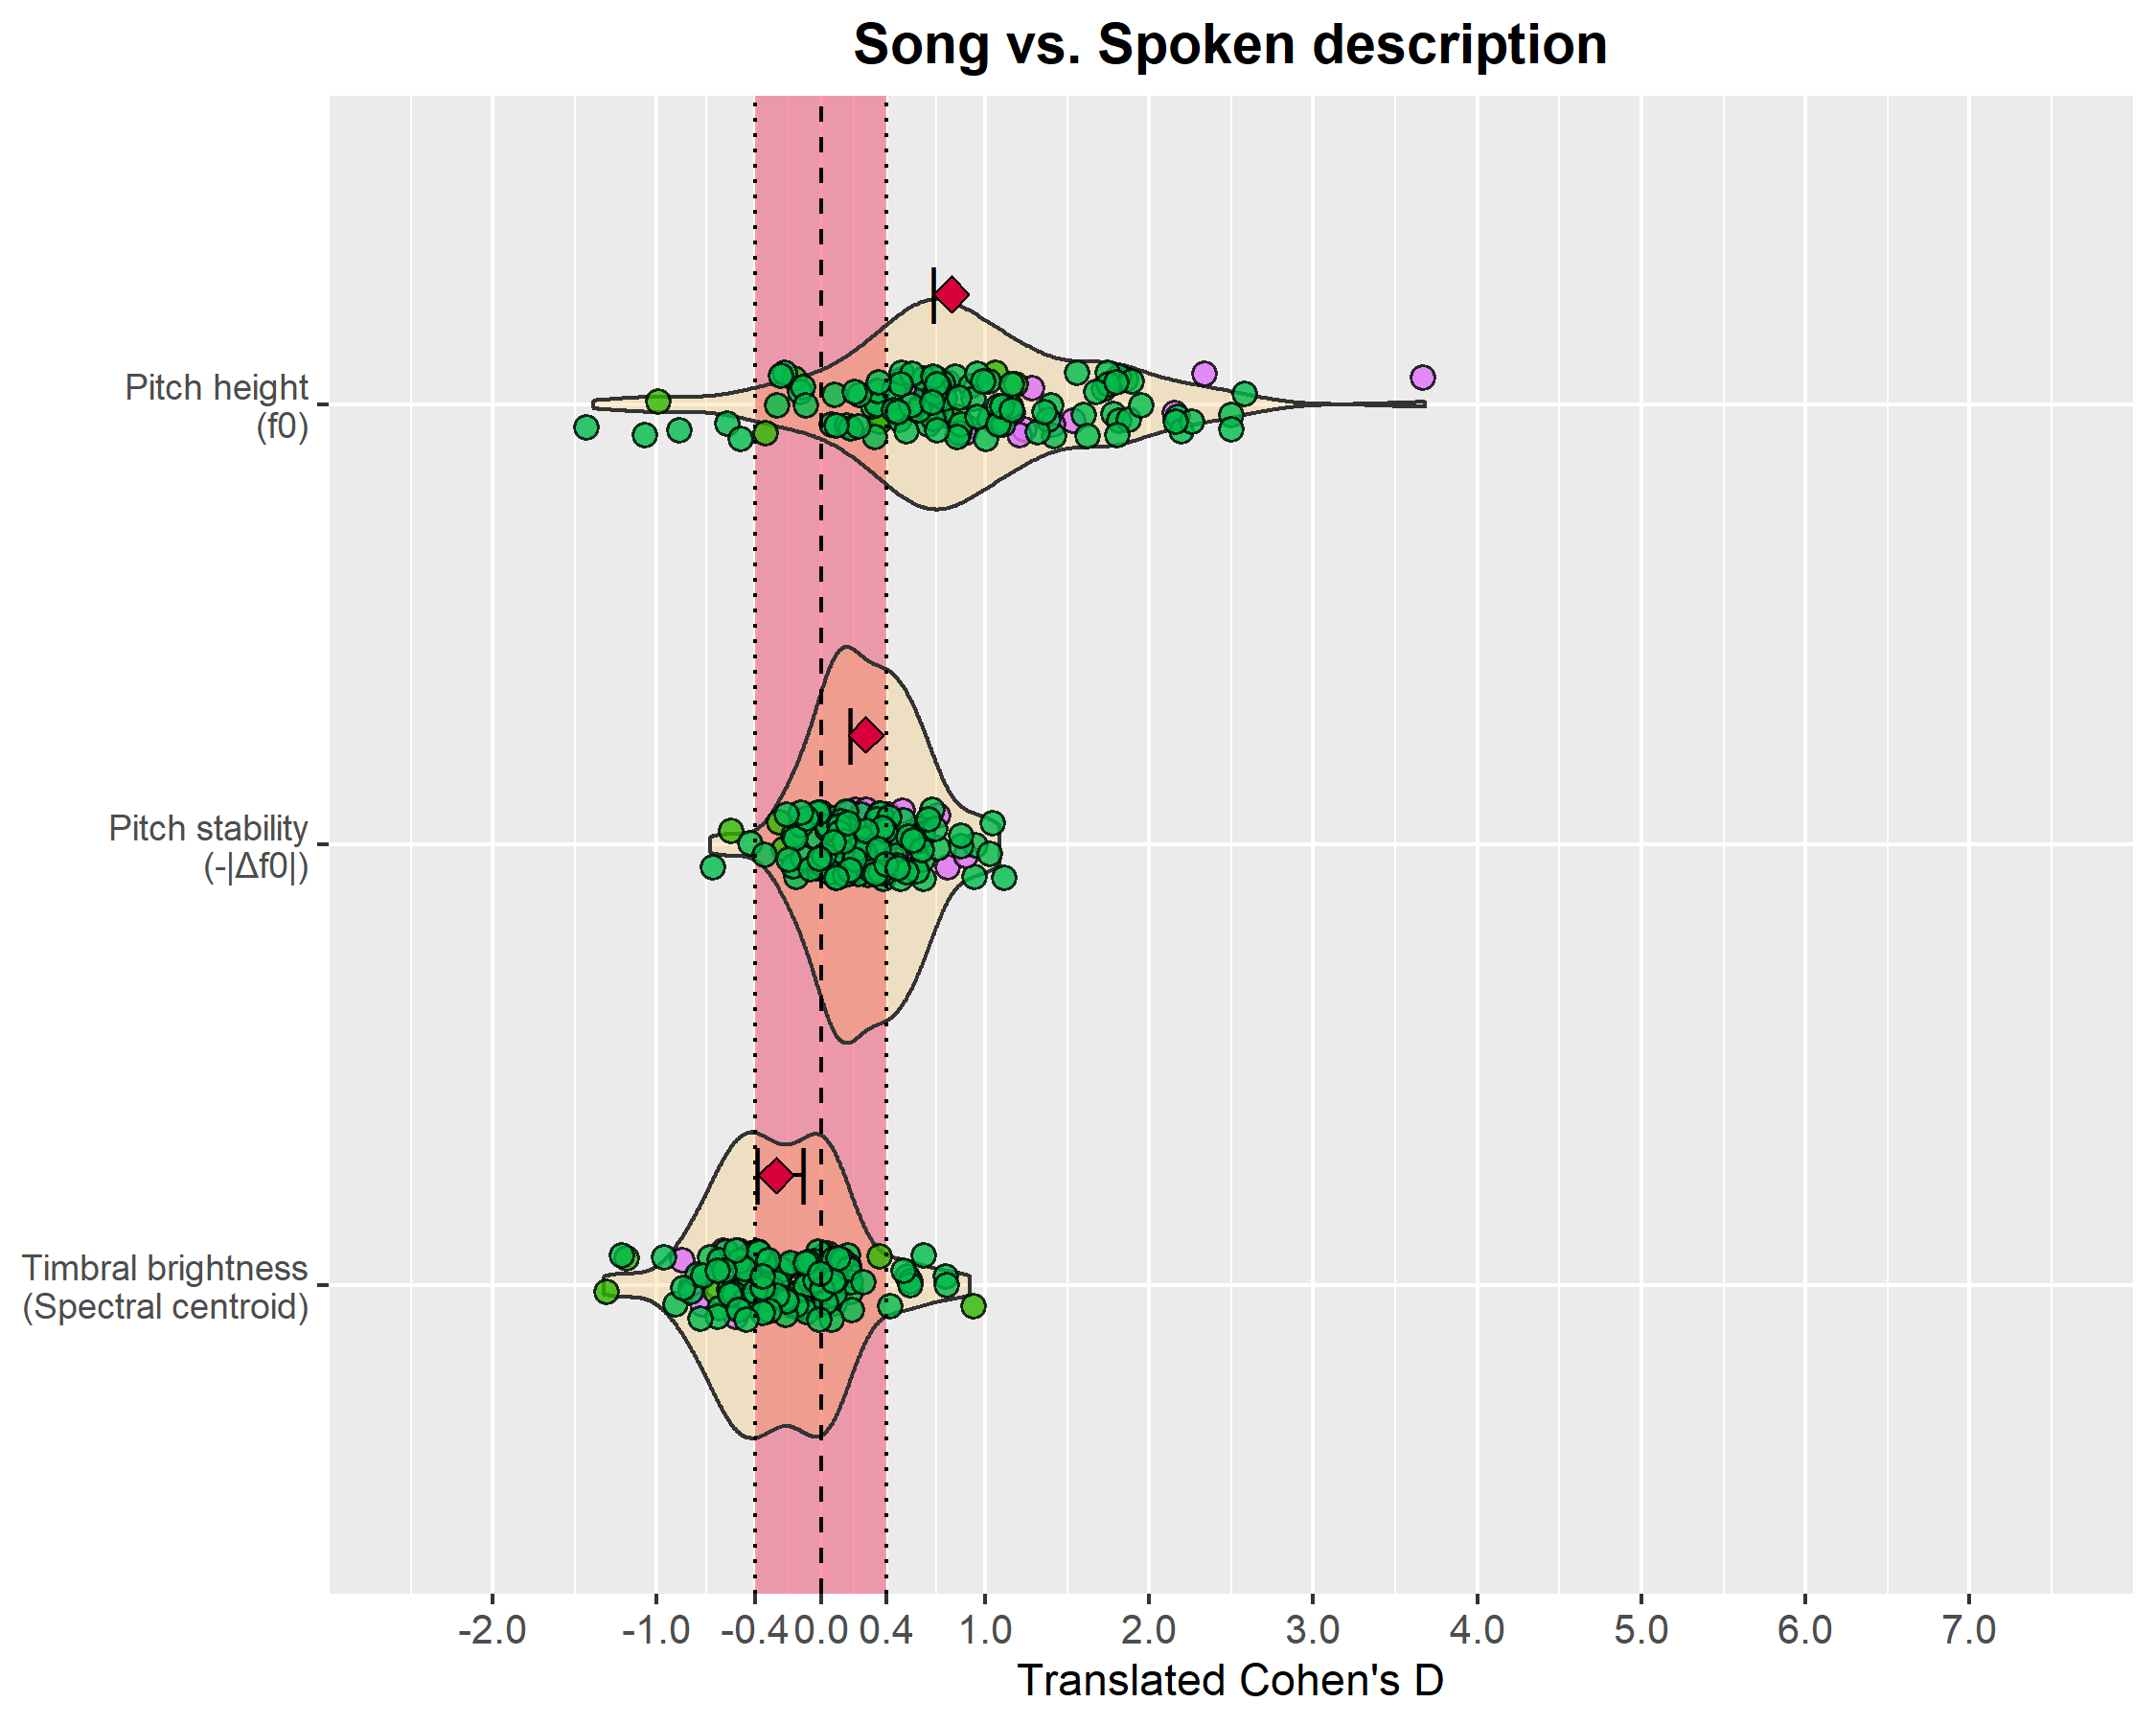 Song vs. Spoken description
Pitch height
(f0)
Pitch stability
(-|Δf0|)
Timbral brightness
(Spectral centroid)
-2.0 -1.0 -0.4 0.0 0.4 1.0 2.0 3.0 4.0 5.0 6.0 7.0
Translated Cohen's D